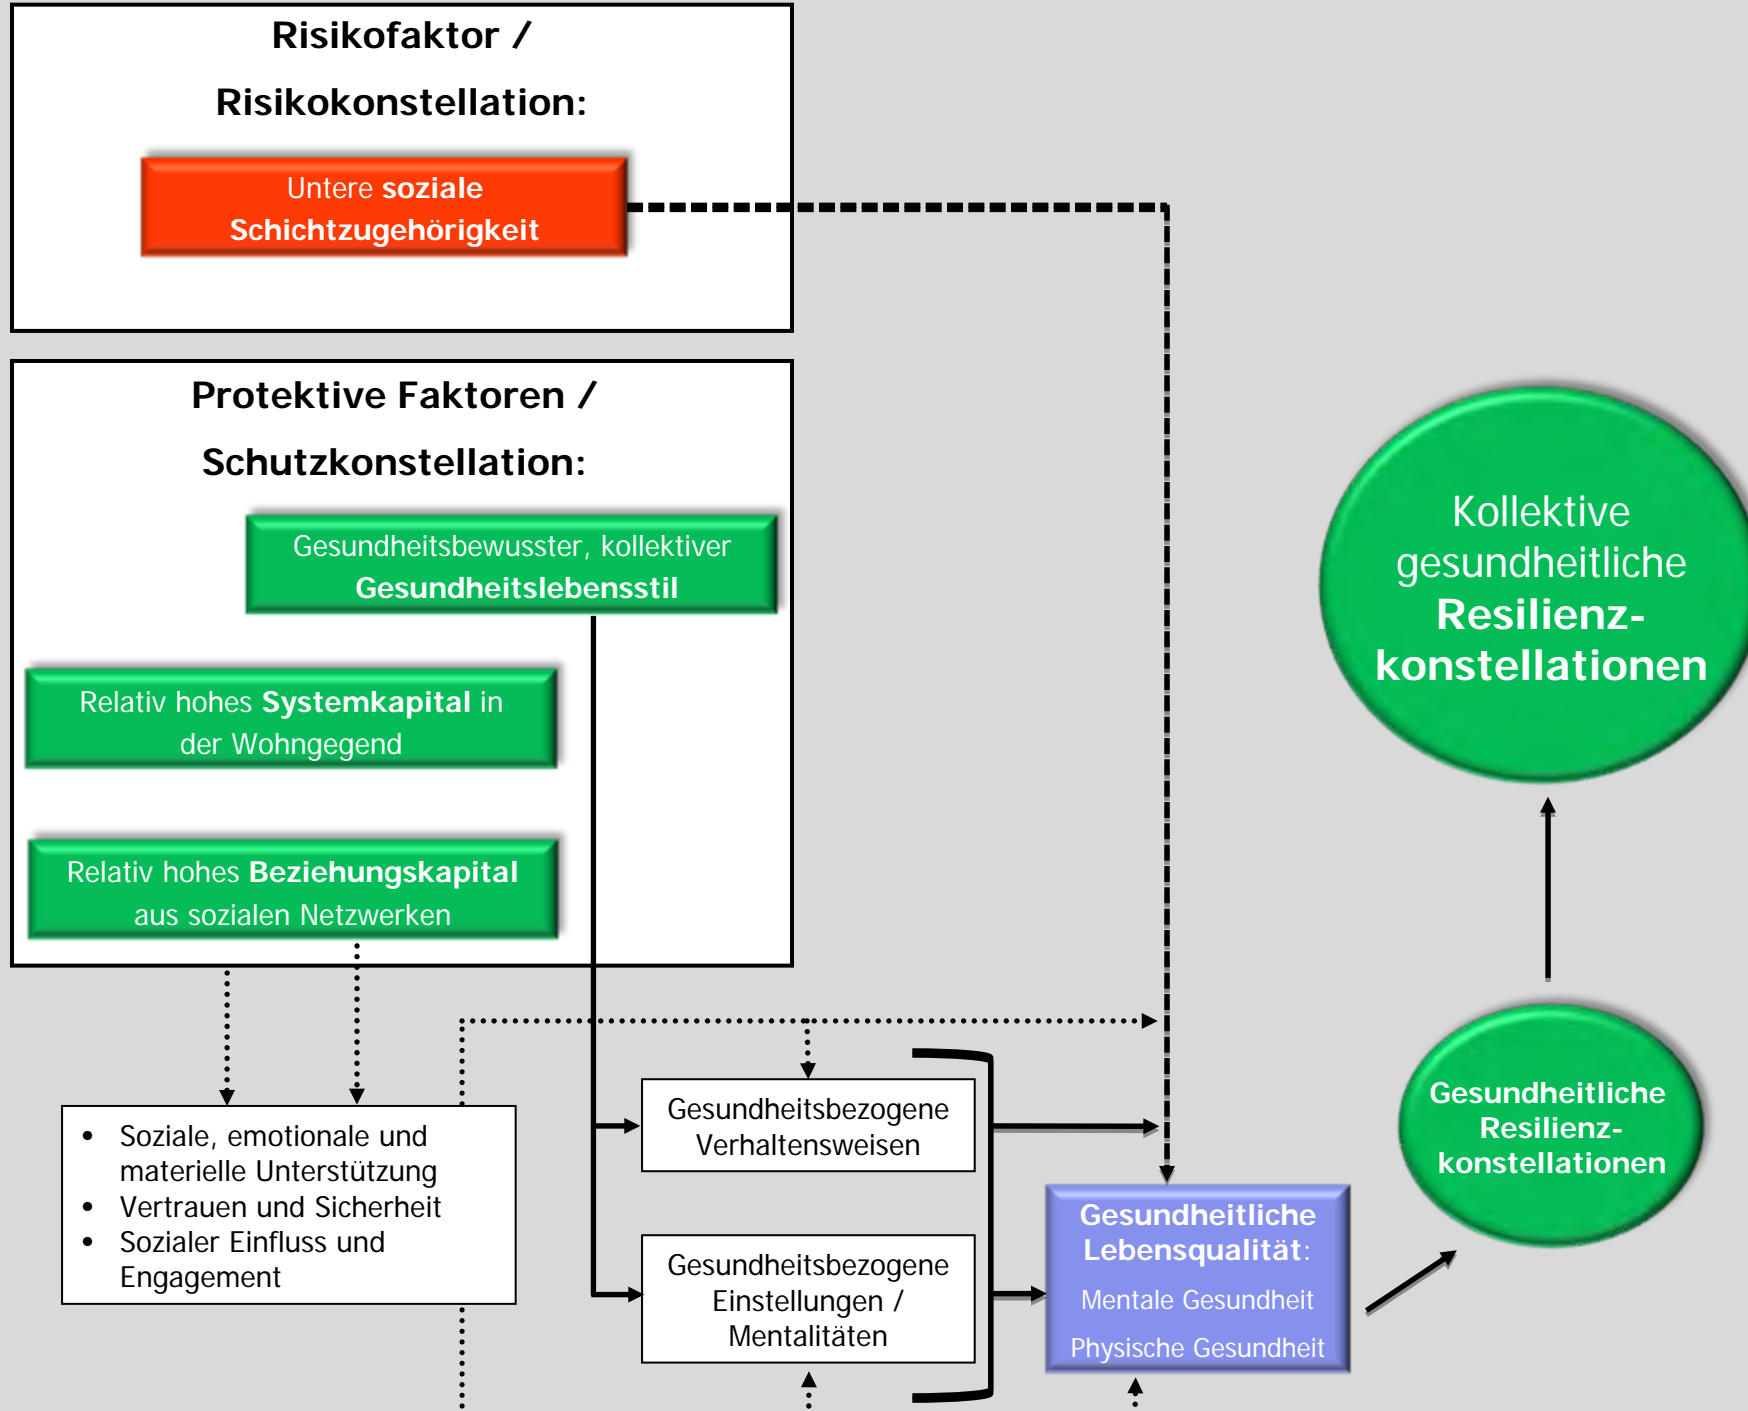 Risikofaktor /
Risikokonstellation:
Untere soziale
Schichtzugehörigkeit
Protektive Faktoren /
Schutzkonstellation:
Gesundheitsbewusster, kollektiver
Gesundheitslebensstil
Relativ hohes Systemkapital in
der Wohngegend
Relativ hohes Beziehungskapital
aus sozialen Netzwerken
• Soziale, emotionale und
materielle Unterstützung
• Vertrauen und Sicherheit
• Sozialer Einfluss und
Engagement
Gesundheitsbezogene
Verhaltensweisen
Gesundheitsbezogene
Einstellungen /
Mentalitäten
Gesundheitliche
Lebensqualität:
Mentale Gesundheit
Physische Gesundheit
Gesundheitliche
Resilienz-
konstellationen
Kollektive
gesundheitliche
Resilienz-
konstellationen